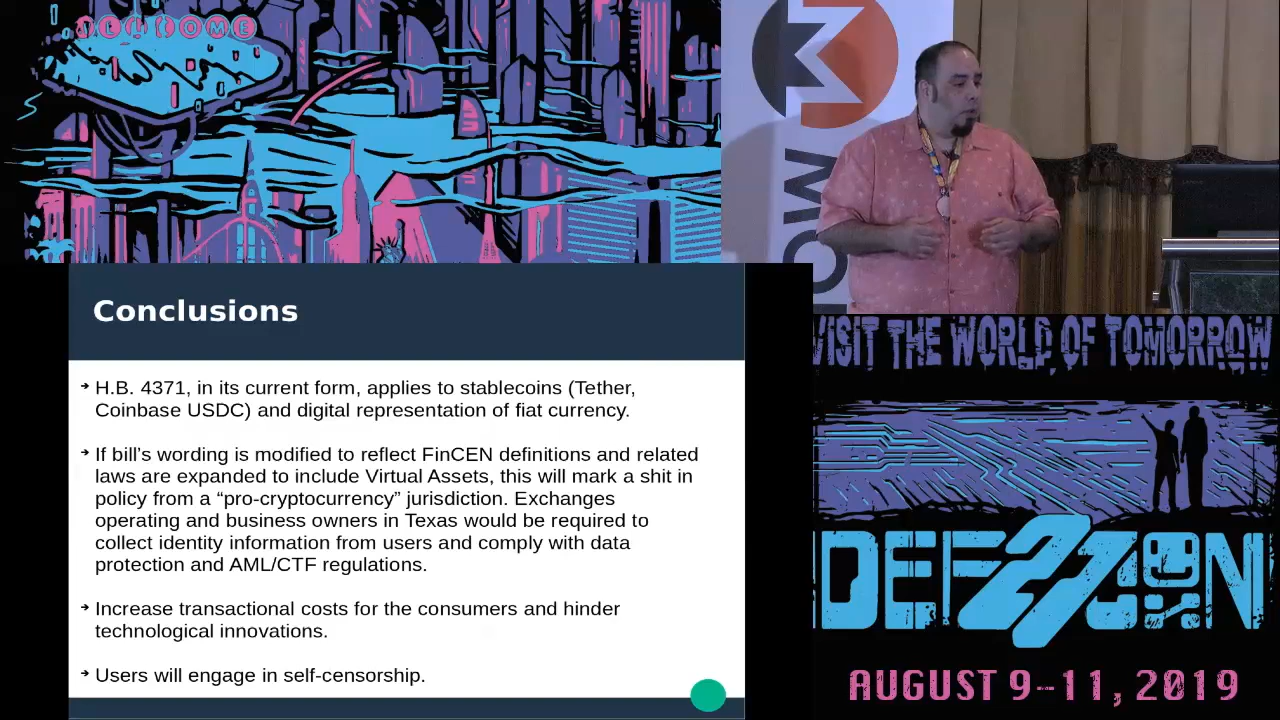 WELCOME
Conclusions
➔ H.B. 4371, in its current form, applies to stablecoins (Tether,
Coinbase USDC) and digital representation of fiat currency.
➔ If bill’s wording is modified to reflect FinCEN definitions and related
laws are expanded to include Virtual Assets, this will mark a shit in
policy from a “pro-cryptocurrency” jurisdiction. Exchanges
operating and business owners in Texas would be required to
collect identity information from users and comply with data
protection and AML/CTF regulations.
➔ Increase transactional costs for the consumers and hinder
technological innovations.
➔ Users will engage in self-censorship.
VISIT THE WORLD OF TOMORROW
DEF27CON
AUGUST 9-11, 2019